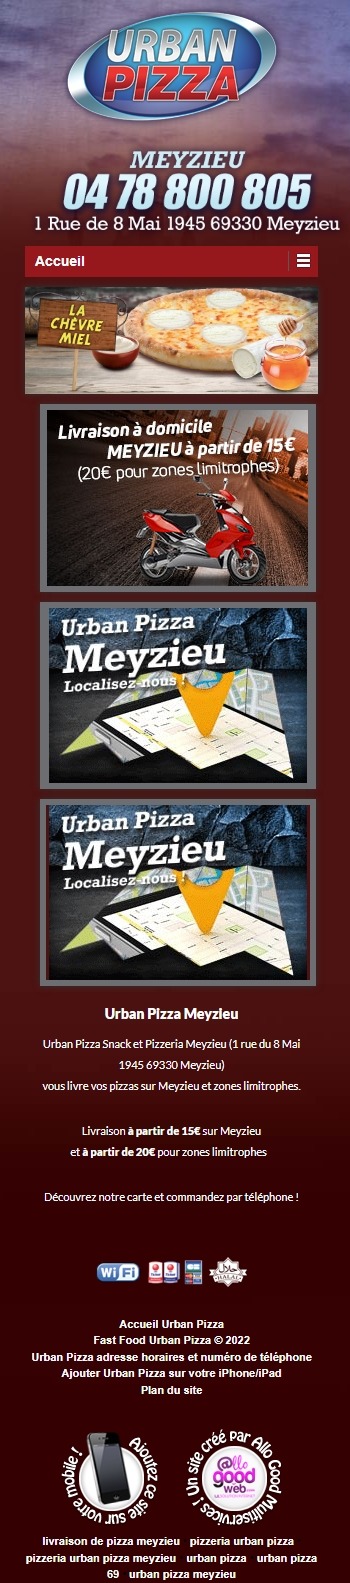 URBAN
PIZZA
MEYZIEU
04 78 800 805
1 Rue de 8 Mai 1945 69330 Meyzieu
Accueil
LA
CHÈVRE
MIEL
Livraison à domicile
MEYZIEU à partir de 15€
(20€ pour zones limitrophes)
Urban Pizza
Meyzieu
Localisez-nous !
Urban Pizza
Meyzieu
Localisez-nous !
Urban Pizza Meyzieu
Urban Pizza Snack et Pizzeria Meyzieu (1 rue du 8 Mai
1945 69330 Meyzieu)
vous livre vos pizzas sur Meyzieu et zones limitrophes.
Livraison à partir de 15€ sur Meyzieu
et à partir de 20€ pour zones limitrophes
Découvrez notre carte et commandez par téléphone !
WiFi
HALAL
Accueil Urban Pizza
Fast Food Urban Pizza © 2022
Urban Pizza adresse horaires et numéro de téléphone
Ajouter Urban Pizza sur votre iPhone/iPad
Plan du site
Ajoutez ce site sur votre mobile !
Un site créé par Allo Good Multiservices !
@llo
good
web.com
livraison de pizza meyzieu pizzeria urban pizza
pizzeria urban pizza meyzieu urban pizza urban pizza
69 urban pizza meyzieu